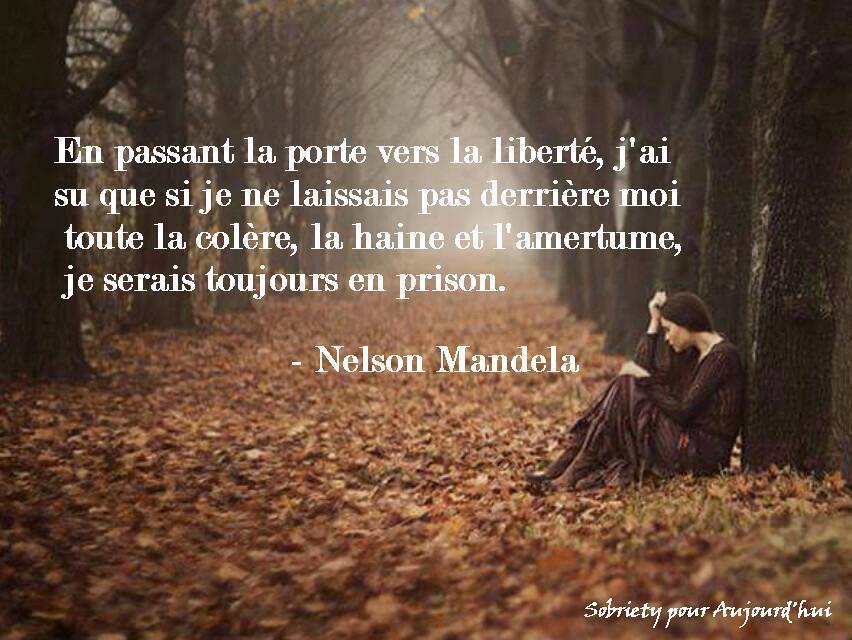 En passant la porte vers la liberté, j'ai
su que si je ne laissais pas derrière moi
toute la colère, la haine et l'amertume,
je serais toujours en prison.
- Nelson Mandela
Sobriety pour Aujourd'hui